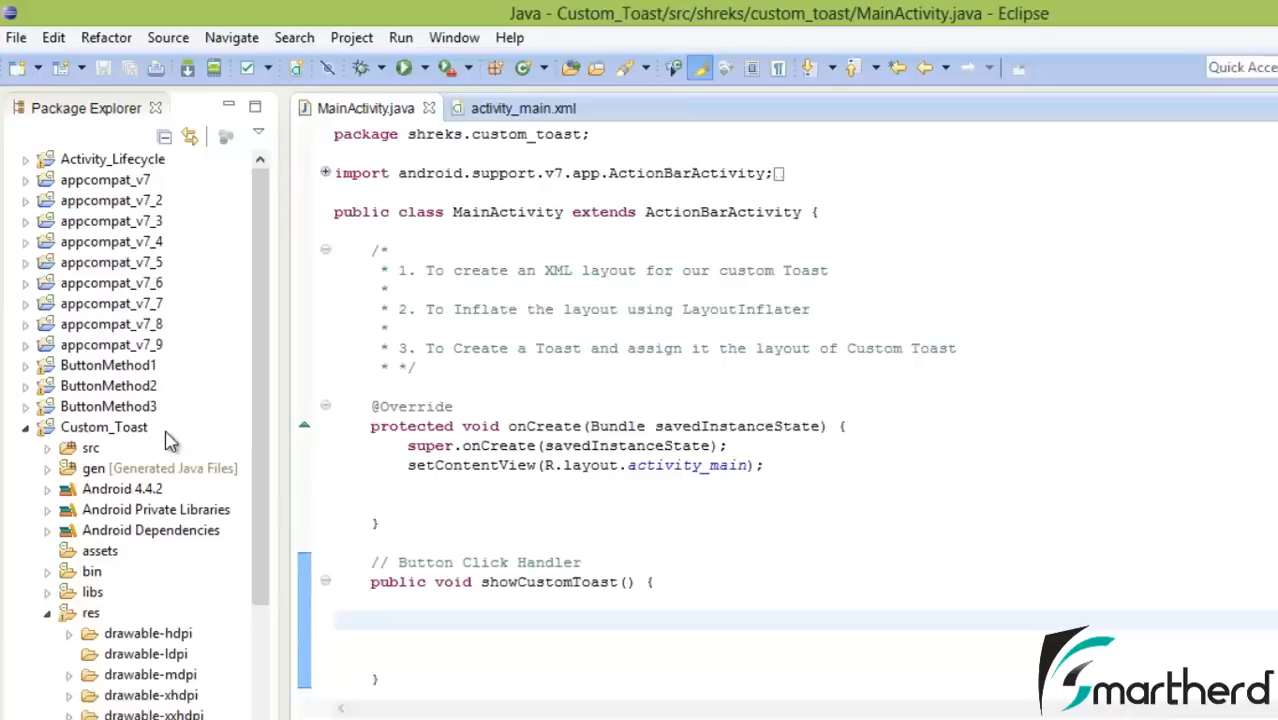 Java - Custom_Toast/src/shreks/custom_toast/MainActivity.java - Eclipse
File Edit Refactor Source Navigate Search Project Run Window Help
Quick Acce
Package Explorer
MainActivity.java
activity_main.xml
Activity_Lifecycle
appcompat_v7
appcompat_v7_2
appcompat_v7_3
appcompat_v7_4
appcompat_v7_5
appcompat_v7_6
appcompat_v7_7
appcompat_v7_8
appcompat_v7_9
ButtonMethod1
ButtonMethod2
ButtonMethod3
Custom_Toast
src
gen [Generated Java Files]
Android 4.4.2
Android Private Libraries
Android Dependencies
assets
bin
libs
res
drawable-hdpi
drawable-ldpi
drawable-mdpi
drawable-xhdpi
drawable-xxhdpi
package shreks.custom_toast;
import android.support.v7.app.ActionBarActivity;
public class MainActivity extends ActionBarActivity {
/*
* 1. To create an XML layout for our custom Toast
*
* 2. To Inflate the layout using LayoutInflater
*
* 3. To Create a Toast and assign it the layout of Custom Toast
* */
@Override
protected void onCreate(Bundle savedInstanceState) {
super.onCreate(savedInstanceState);
setContentView(R.layout.activity_main);
}
// Button Click Handler
public void showCustomToast() {
}
Smartherd